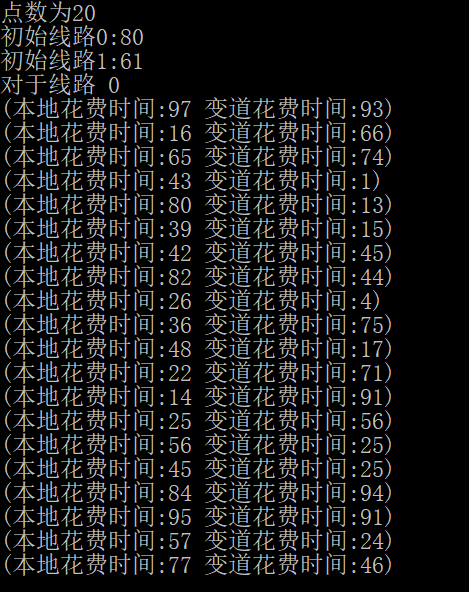 点数为20
初始线路0:80
初始线路1:61
对于线路 0
(本地花费时间:97 变道花费时间:93)
(本地花费时间:16 变道花费时间:66)
(本地花费时间:65 变道花费时间:74)
(本地花费时间:43 变道花费时间:1)
(本地花费时间:80 变道花费时间:13)
(本地花费时间:39 变道花费时间:15)
(本地花费时间:42 变道花费时间:45)
(本地花费时间:82 变道花费时间:44)
(本地花费时间:26 变道花费时间:4)
(本地花费时间:36 变道花费时间:75)
(本地花费时间:48 变道花费时间:17)
(本地花费时间:22 变道花费时间:71)
(本地花费时间:14 变道花费时间:91)
(本地花费时间:25 变道花费时间:56)
(本地花费时间:56 变道花费时间:25)
(本地花费时间:45 变道花费时间:25)
(本地花费时间:84 变道花费时间:94)
(本地花费时间:95 变道花费时间:91)
(本地花费时间:57 变道花费时间:24)
(本地花费时间:77 变道花费时间:46)